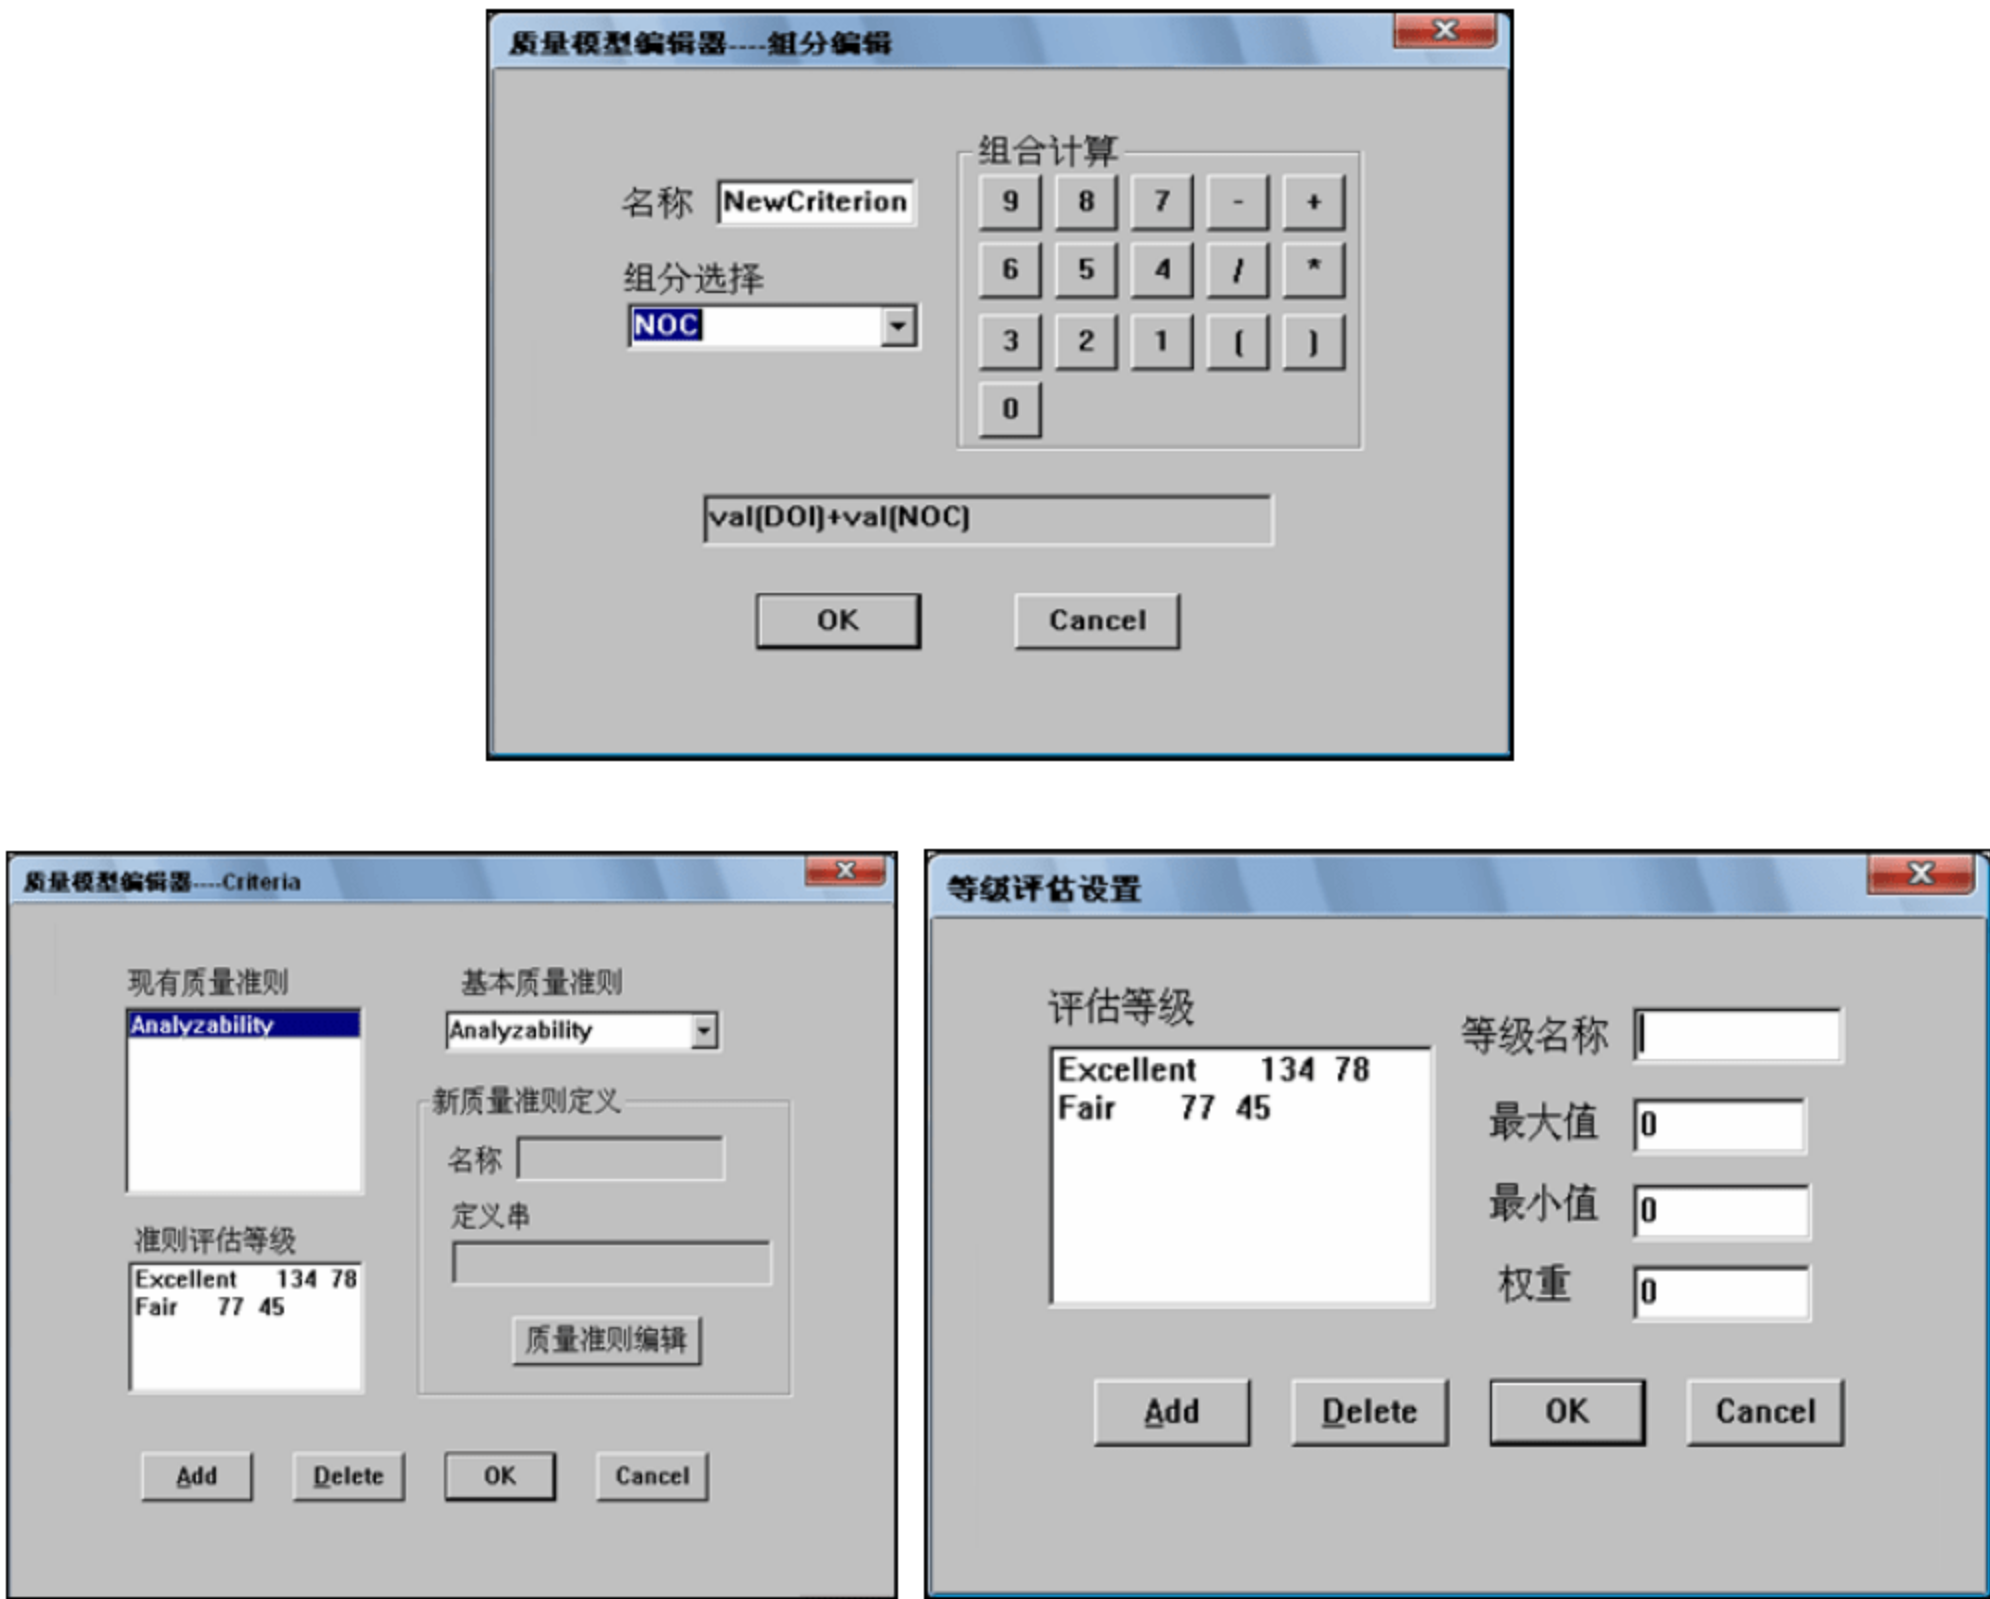 质量模型编辑器----组分编辑
组合计算
名称 NewCriterion
9 8 7 - +
组分选择
6 5 4 / *
NOC
3 2 1 ( )
0
val(DOI)+val(NOC)
OK Cancel
质量模型编辑器----Criteria
现有质量准则 基本质量准则
Analyzability Analyzability
新质量准则定义
名称
定义串
准则评估等级
Excellent 134 78
Fair 77 45
质量准则编辑
Add Delete OK Cancel
等级评估设置
评估等级
Excellent 134 78
Fair 77 45
等级名称
最大值 0
最小值 0
权重 0
Add Delete OK Cancel